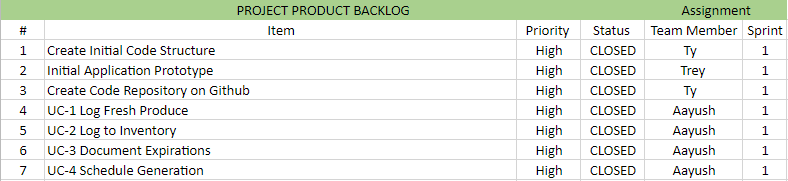 PROJECT PRODUCT BACKLOG Assignment
# Item Priority Status Team Member Sprint
1 Create Initial Code Structure High CLOSED Ty 1
2 Initial Application Prototype High CLOSED Trey 1
3 Create Code Repository on Github High CLOSED Ty 1
4 UC-1 Log Fresh Produce High CLOSED Aayush 1
5 UC-2 Log to Inventory High CLOSED Aayush 1
6 UC-3 Document Expirations High CLOSED Aayush 1
7 UC-4 Schedule Generation High CLOSED Aayush 1